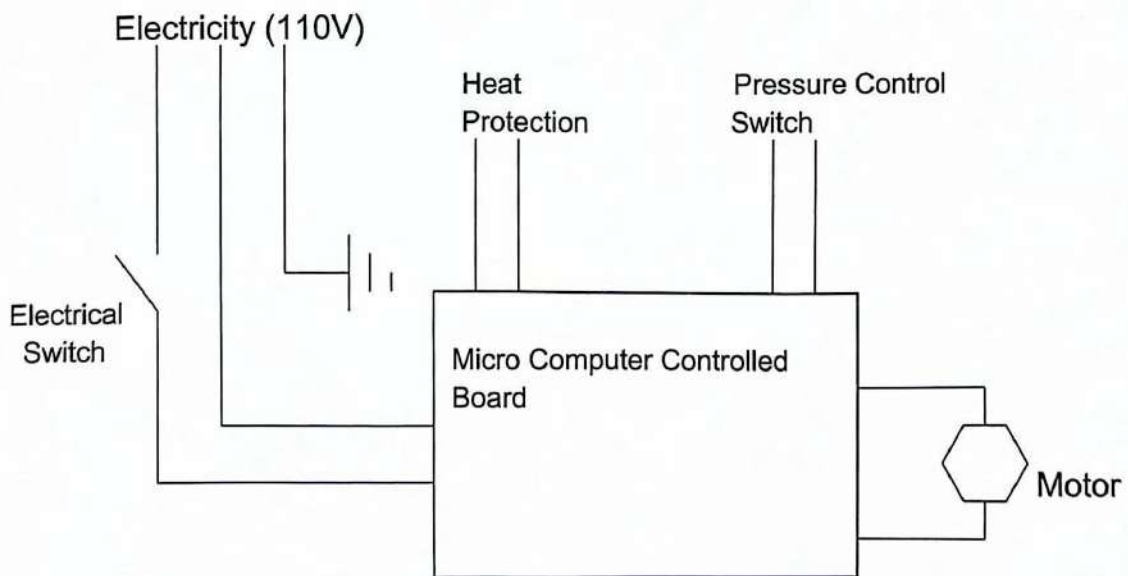 Electricity (110V)
Heat
Protection
Pressure Control
Switch
Electrical
Switch
Micro Computer Controlled
Board
Motor